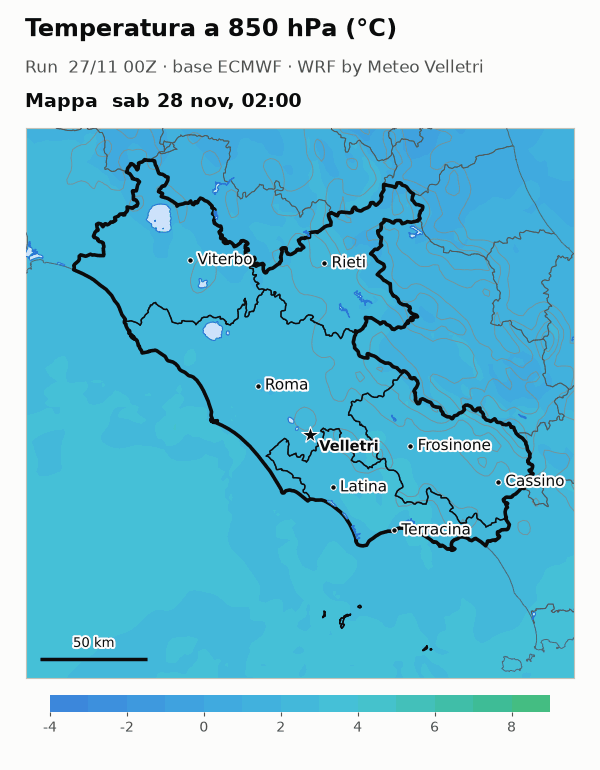 Temperatura a 850 hPa (°C)
Run  27/11 00Z · base ECMWF · WRF by Meteo Velletri
Mappa  sab 28 nov, 02:00
Viterbo
Rieti
Roma
Velletri
Frosinone
Cassino
Latina
Terracina
50 km
-4 -2 0 2 4 6 8